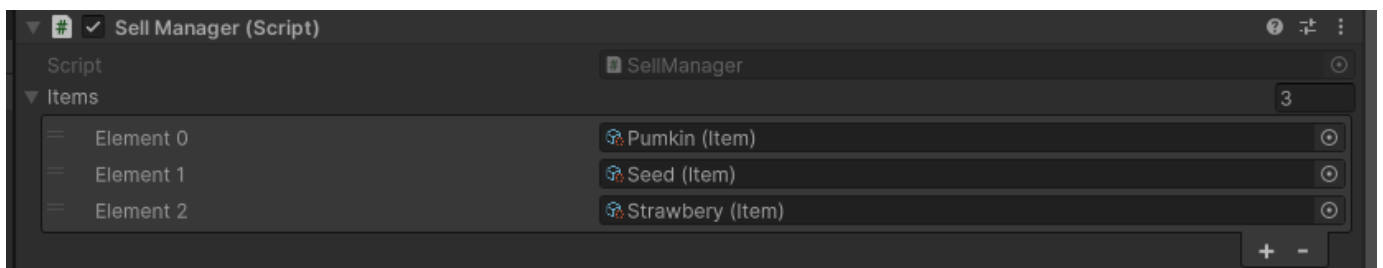 Sell Manager (Script)
Script SellManager
Items 3
Element 0 Pumkin (Item)
Element 1 Seed (Item)
Element 2 Strawbery (Item)
+ -